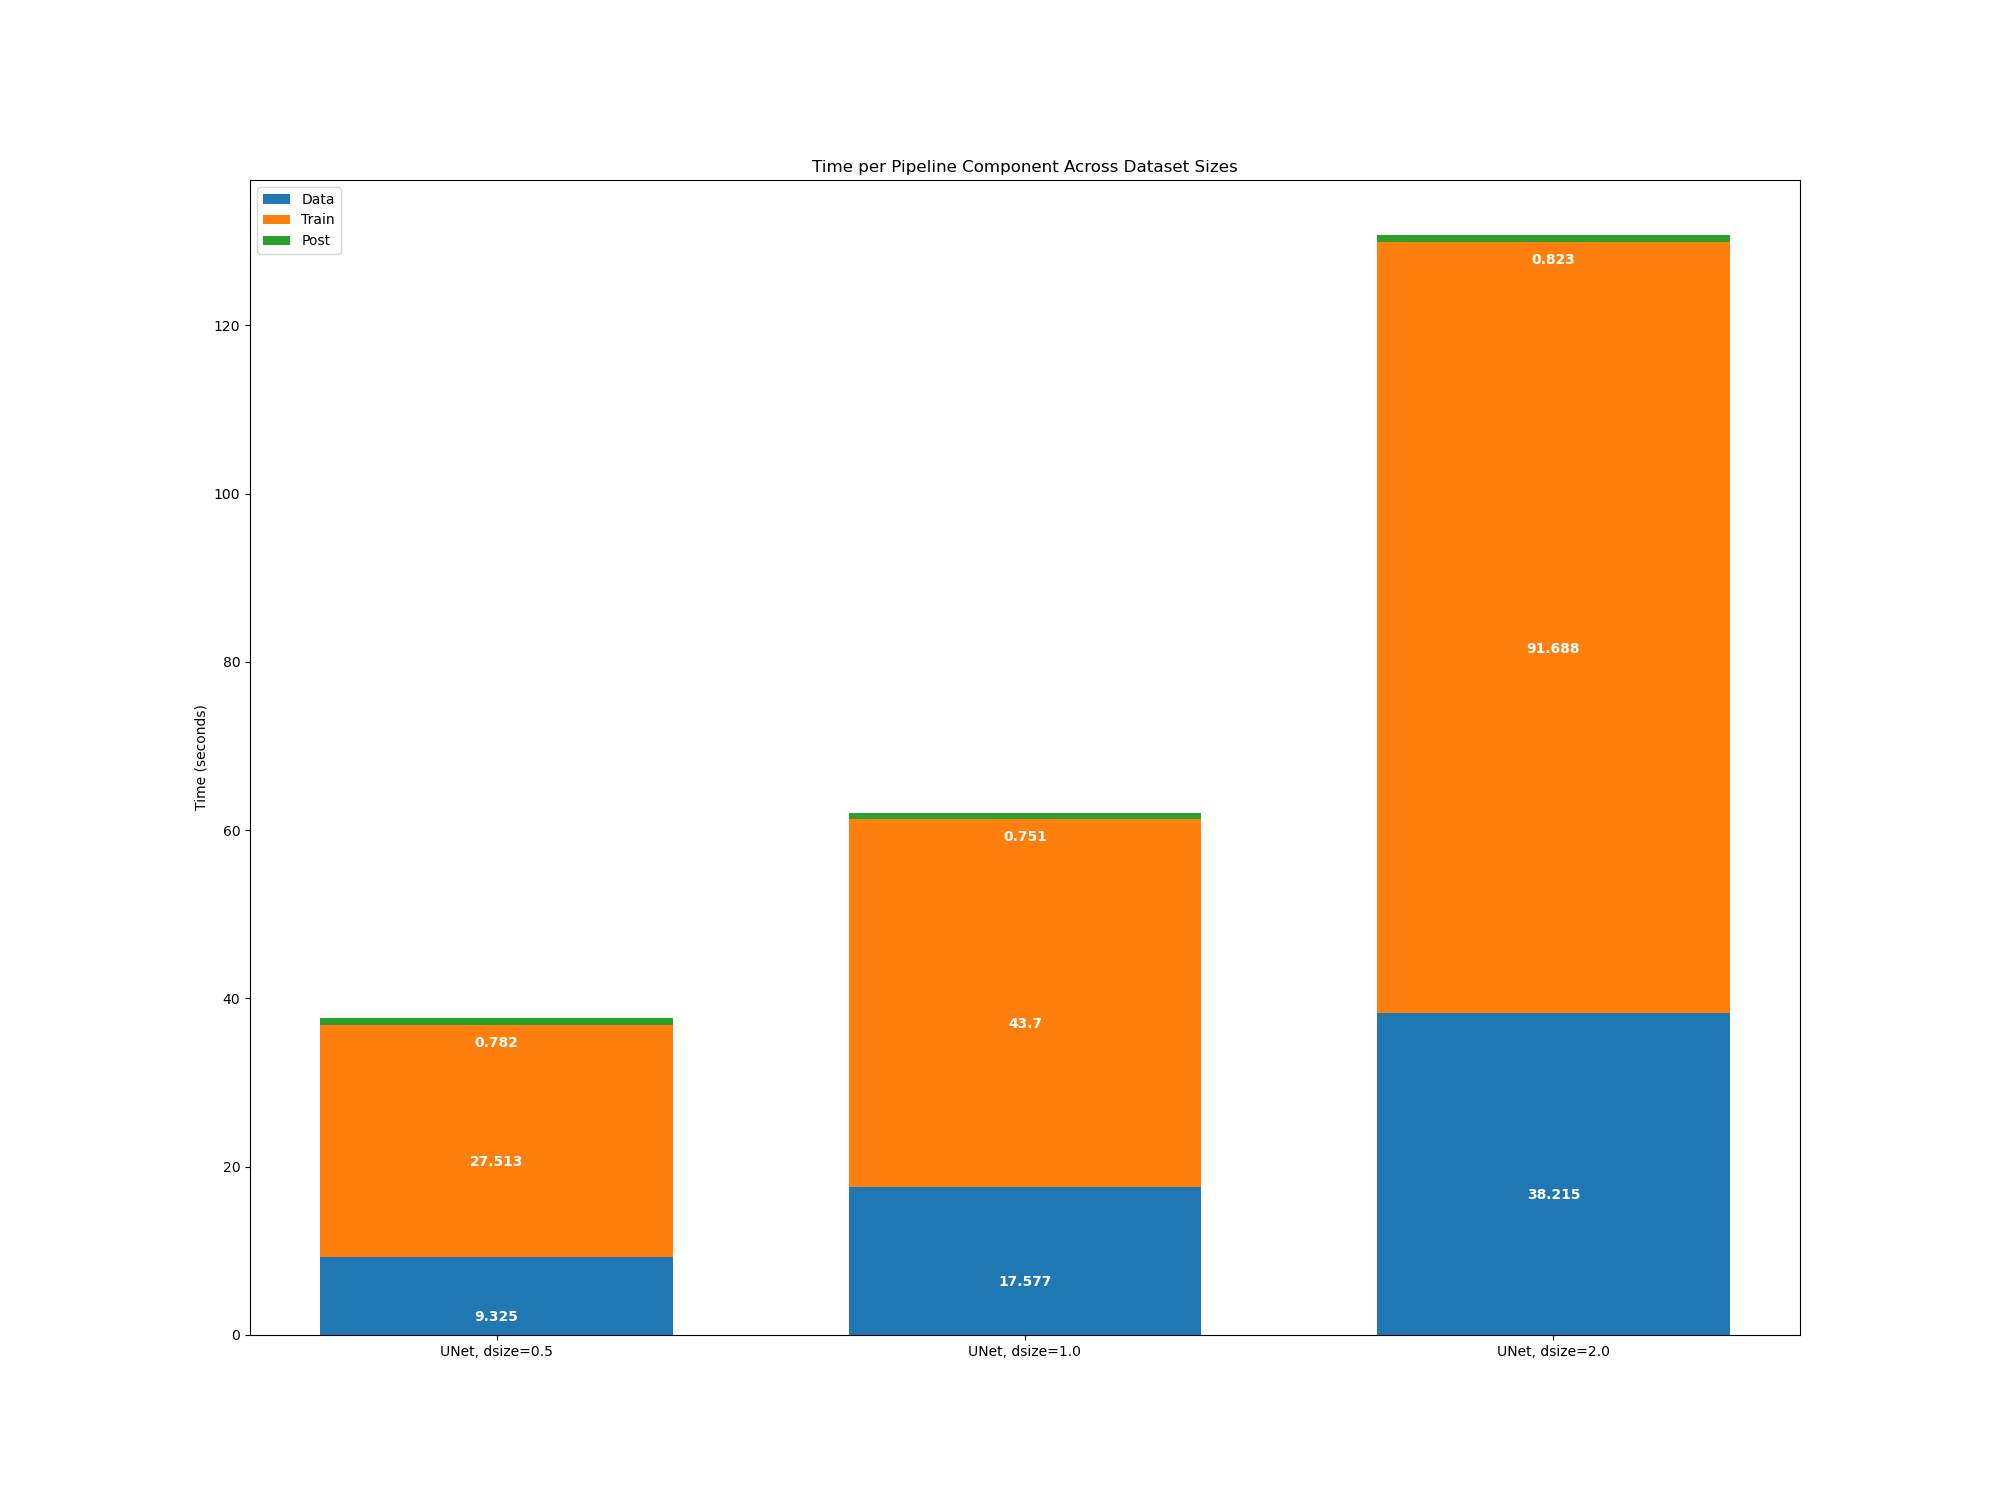 Time per Pipeline Component Across Dataset Sizes
Data
Train
Post
Time (seconds)
120
100
80
60
40
20
0
0.782
27.513
9.325
0.751
43.7
17.577
0.823
91.688
38.215
UNet, dsize=0.5
UNet, dsize=1.0
UNet, dsize=2.0